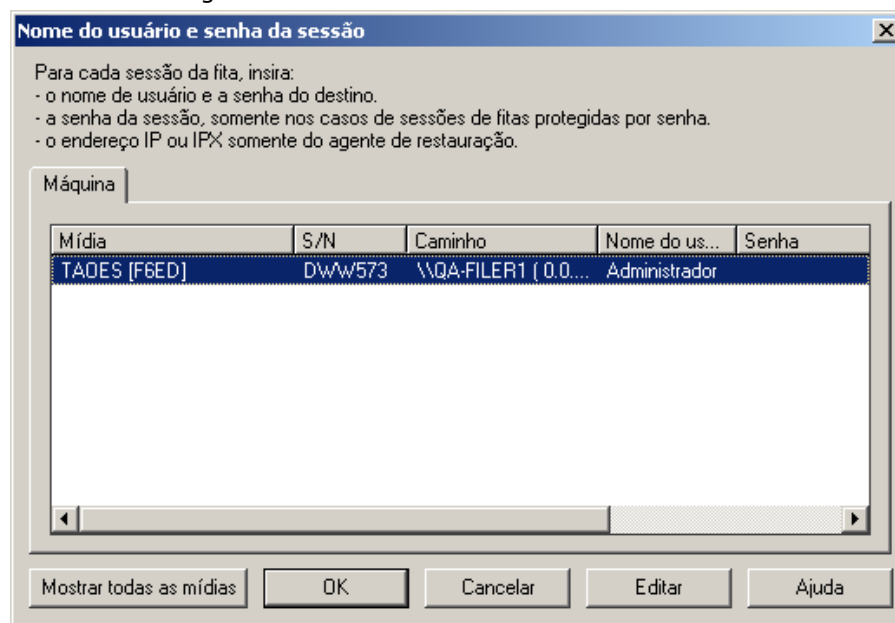 Nome do usuário e senha da sessão
Para cada sessão da fita, insira:
- o nome de usuário e a senha do destino.
- a senha da sessão, somente nos casos de sessões de fitas protegidas por senha.
- o endereço IP ou IPX somente do agente de restauração.
Máquina
Mídia S/N Caminho Nome do us... Senha
TAOES [F6ED] DWW573 \\QA-FILER1 ( 0.0.... Administrador
Mostrar todas as mídias OK Cancelar Editar Ajuda